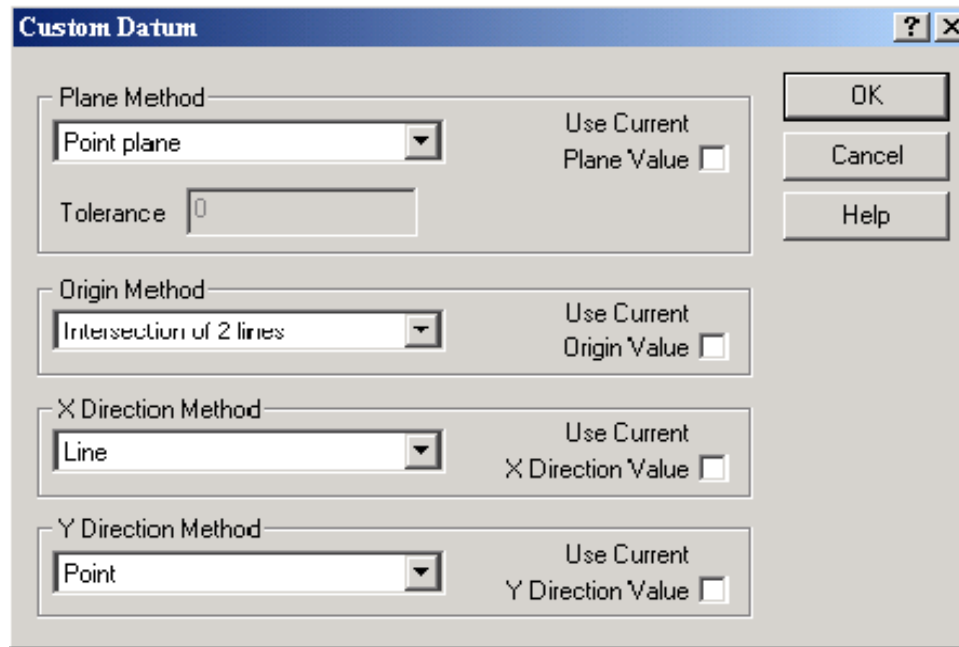 Custom Datum
Plane Method
Point plane
Use Current
Plane Value
Tolerance 0
Origin Method
Intersection of 2 lines
Use Current
Origin Value
X Direction Method
Line
Use Current
X Direction Value
Y Direction Method
Point
Use Current
Y Direction Value
OK
Cancel
Help